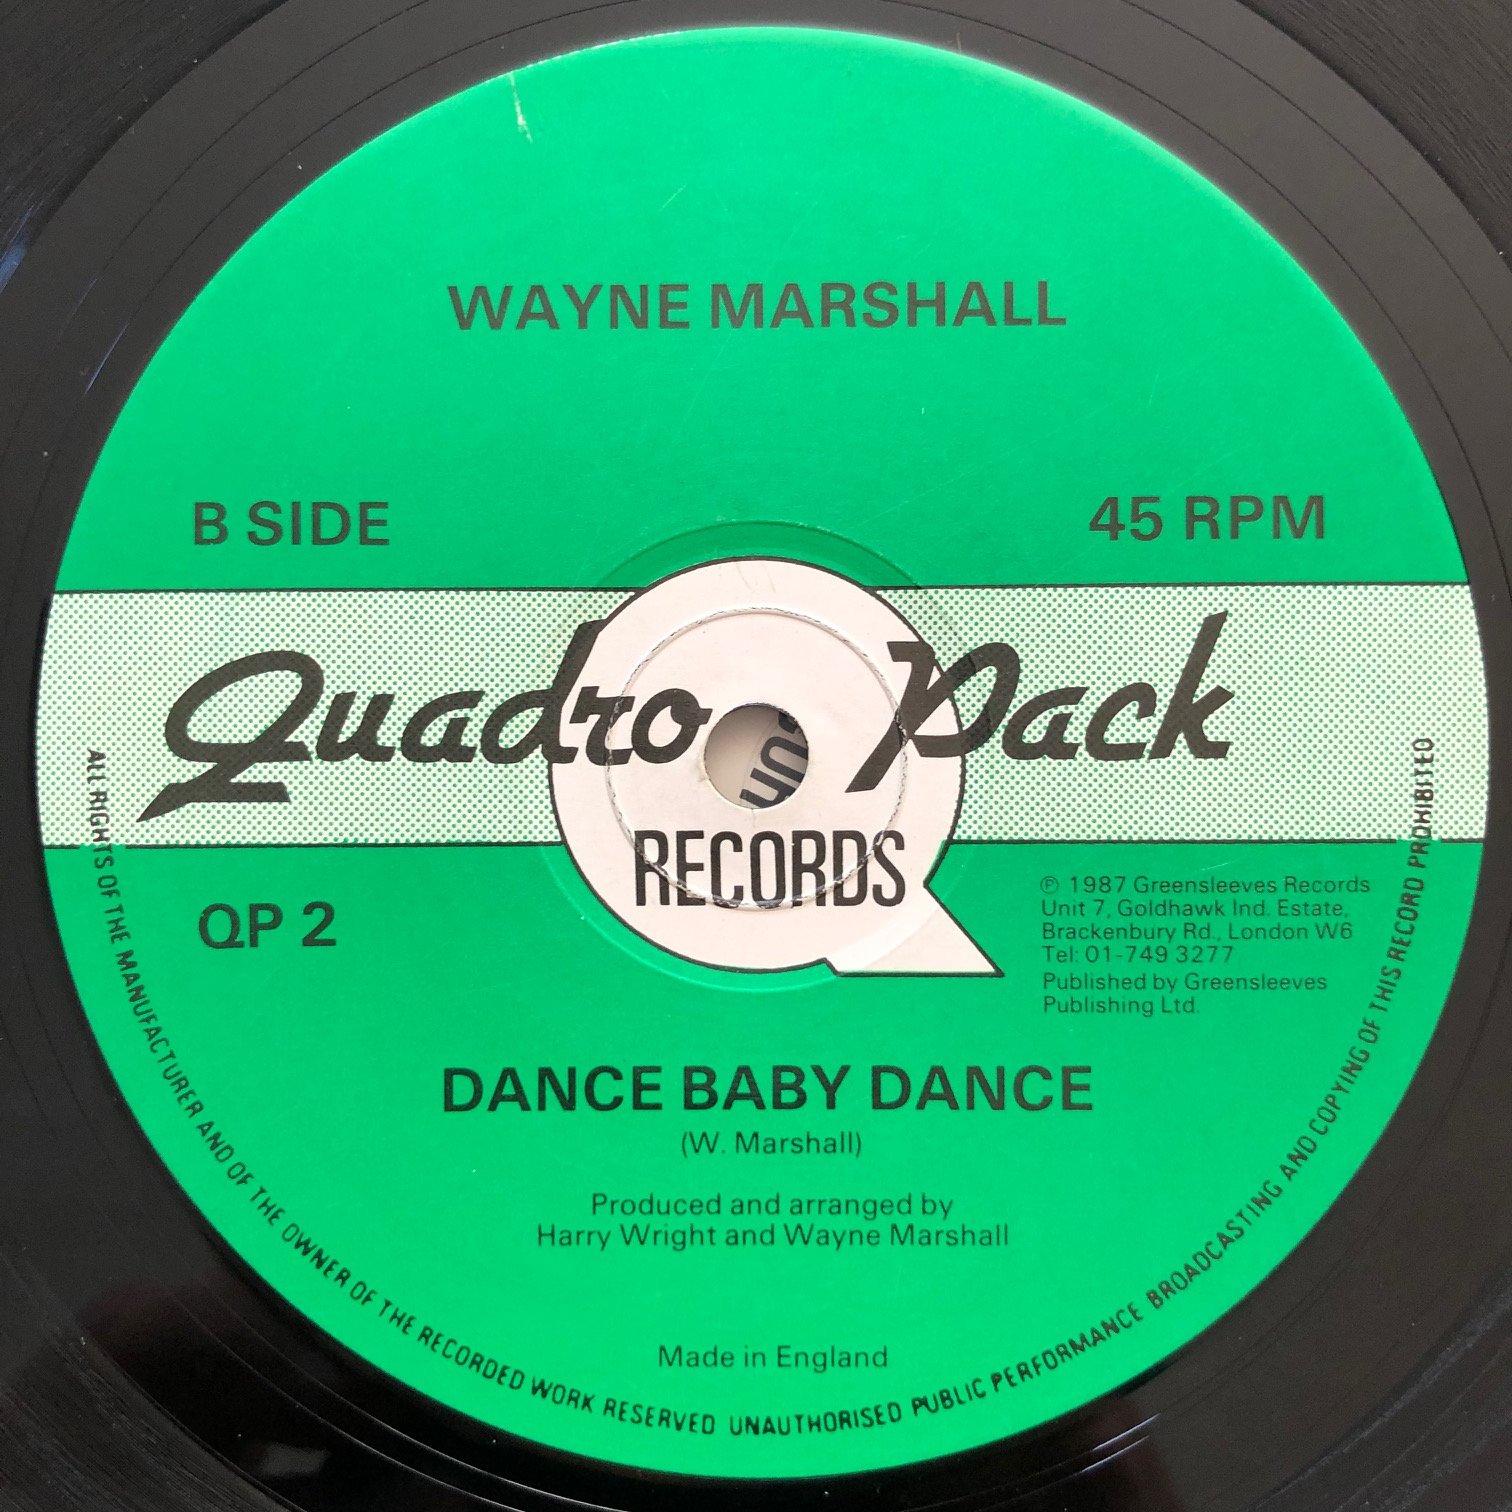 WAYNE MARSHALL
B SIDE
45 RPM
Quadro Pack
RECORDS
QP 2
℗ 1987 Greensleeves Records
Unit 7, Goldhawk Ind. Estate,
Brackenbury Rd., London W6
Tel: 01-749 3277
Published by Greensleeves
Publishing Ltd.
DANCE BABY DANCE
(W. Marshall)
Produced and arranged by
Harry Wright and Wayne Marshall
Made in England
ALL RIGHTS OF THE MANUFACTURER AND OF THE OWNER OF THE RECORDED WORK RESERVED UNAUTHORISED PUBLIC PERFORMANCE BROADCASTING AND COPYING OF THIS RECORD PROHIBITED